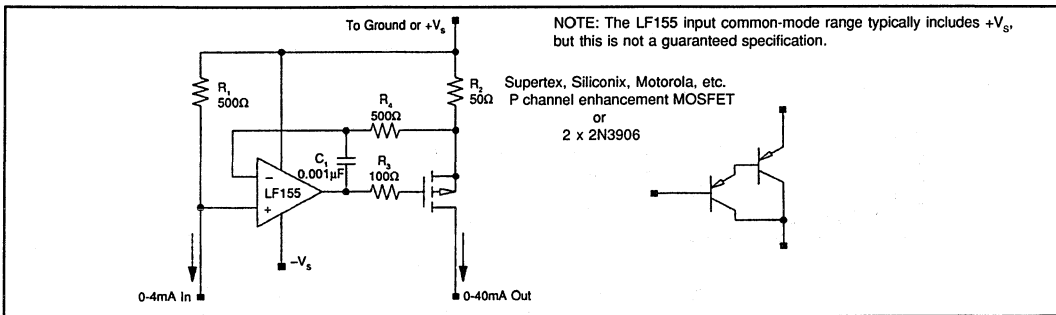 To Ground or +Vs
NOTE: The LF155 input common-mode range typically includes +Vs,
but this is not a guaranteed specification.
R1
500Ω
R2
50Ω
Supertex, Siliconix, Motorola, etc.
P channel enhancement MOSFET
or
2 x 2N3906
R4
500Ω
C1
0.001µF
R3
100Ω
−
LF155
+
−Vs
0-4mA In
0-40mA Out